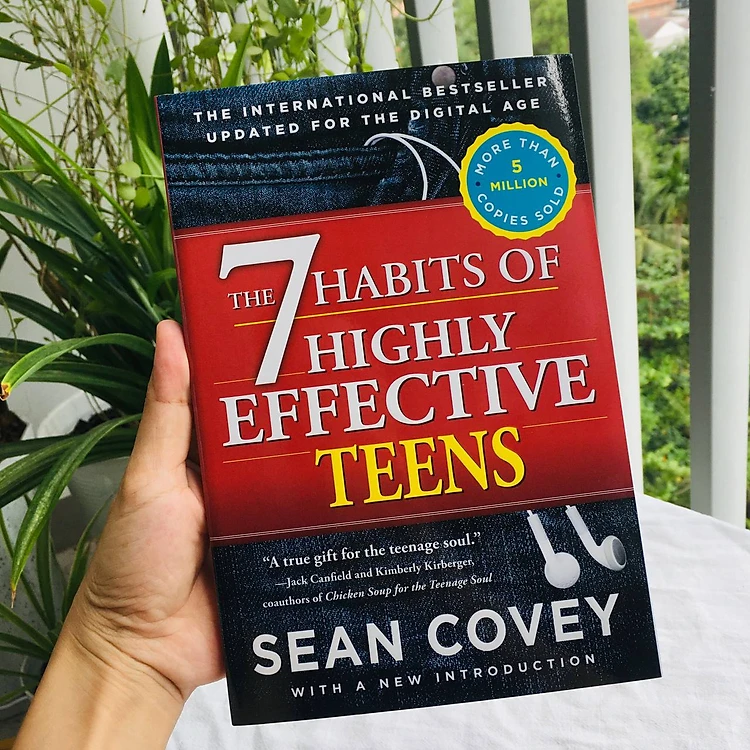 THE INTERNATIONAL BESTSELLER
UPDATED FOR THE DIGITAL AGE
MORE THAN
5
MILLION
COPIES SOLD
THE 7 HABITS OF
HIGHLY
EFFECTIVE
TEENS
“A true gift for the teenage soul.”
—Jack Canfield and Kimberly Kirberger,
coauthors of Chicken Soup for the Teenage Soul
SEAN COVEY
WITH A NEW INTRODUCTION